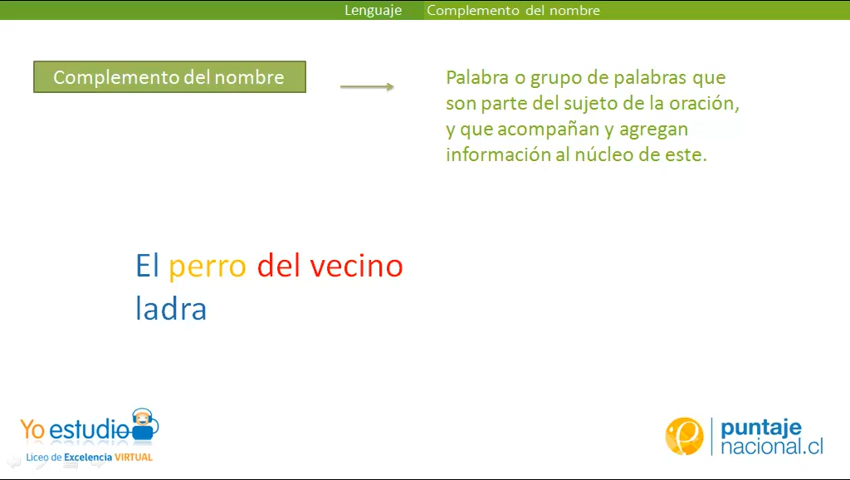 Lenguaje Complemento del nombre
Complemento del nombre
Palabra o grupo de palabras que
son parte del sujeto de la oración,
y que acompañan y agregan
información al núcleo de este.
El perro del vecino
ladra
Yo estudio
Liceo de Excelencia VIRTUAL
puntaje
nacional.cl